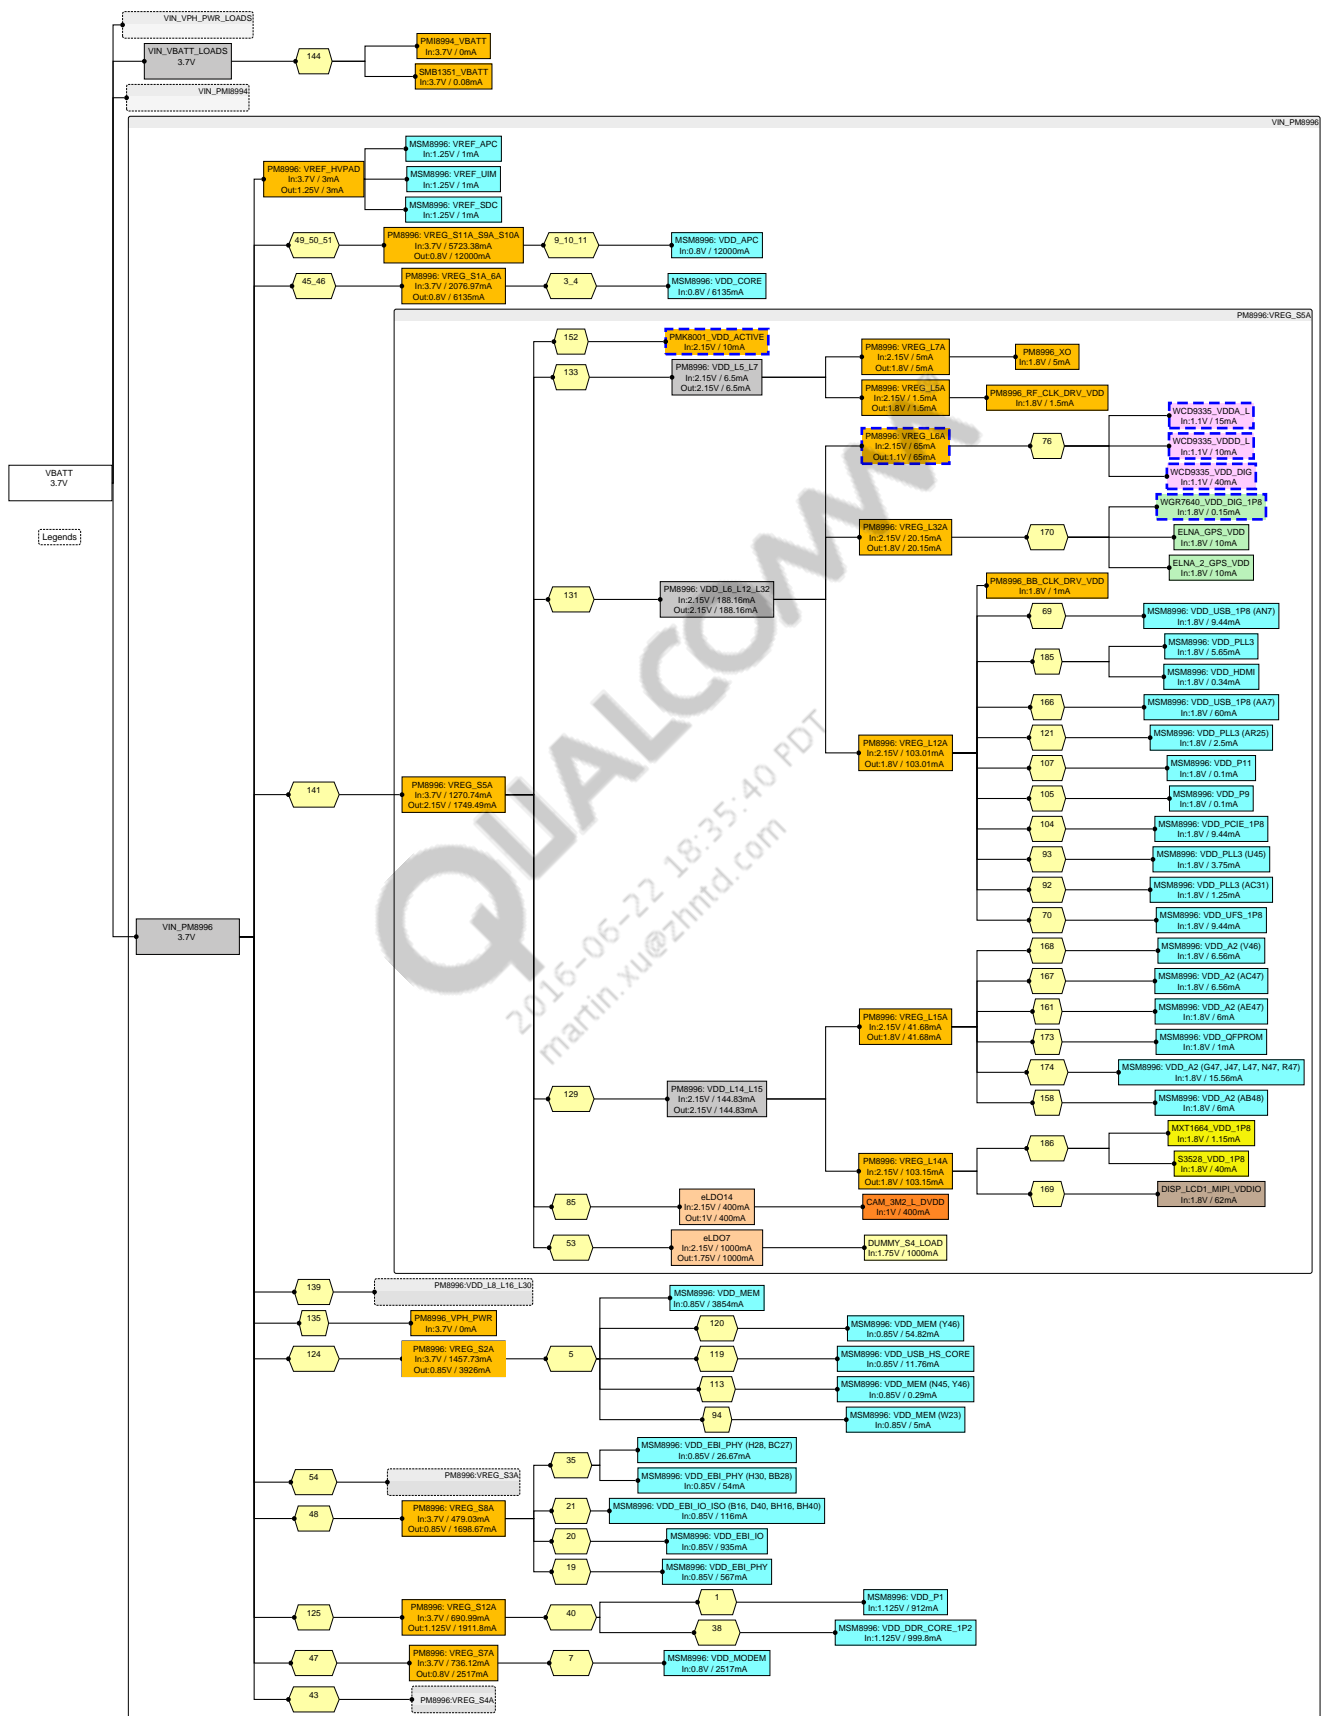 VIN_VPH_PWR_LOADS
VIN_VBATT_LOADS
3.7V
144
PMI8994_VBATT
In:3.7V / 0mA
SMB1351_VBATT
In:3.7V / 0.08mA
VIN_PMI8994
VIN_PM8996
PM8996: VREF_HVPAD
In:3.7V / 3mA
Out:1.25V / 3mA
MSM8996: VREF_APC
In:1.25V / 1mA
MSM8996: VREF_UIM
In:1.25V / 1mA
MSM8996: VREF_SDC
In:1.25V / 1mA
49_50_51
PM8996: VREG_S11A_S9A_S10A
In:3.7V / 5723.38mA
Out:0.8V / 12000mA
9_10_11
MSM8996: VDD_APC
In:0.8V / 12000mA
45_46
PM8996: VREG_S1A_6A
In:3.7V / 2076.97mA
Out:0.8V / 6135mA
3_4
MSM8996: VDD_CORE
In:0.8V / 6135mA
PM8996:VREG_S5A
152
PMK8001_VDD_ACTIVE
In:2.15V / 10mA
133
PM8996: VDD_L5_L7
In:2.15V / 6.5mA
Out:2.15V / 6.5mA
PM8996: VREG_L7A
In:2.15V / 5mA
Out:1.8V / 5mA
PM8996_XO
In:1.8V / 5mA
PM8996: VREG_L5A
In:2.15V / 1.5mA
Out:1.8V / 1.5mA
PM8996_RF_CLK_DRV_VDD
In:1.8V / 1.5mA
PM8996: VREG_L6A
In:2.15V / 65mA
Out:1.1V / 65mA
76
WCD9335_VDDA_L
In:1.1V / 15mA
WCD9335_VDDD_L
In:1.1V / 10mA
WCD9335_VDD_DIG
In:1.1V / 40mA
VBATT
3.7V
Legends
PM8996: VREG_L32A
In:2.15V / 20.15mA
Out:1.8V / 20.15mA
170
WGR7640_VDD_DIG_1P8
In:1.8V / 0.15mA
ELNA_GPS_VDD
In:1.8V / 10mA
ELNA_2_GPS_VDD
In:1.8V / 10mA
131
PM8996: VDD_L6_L12_L32
In:2.15V / 188.16mA
Out:2.15V / 188.16mA
PM8996_BB_CLK_DRV_VDD
In:1.8V / 1mA
69
MSM8996: VDD_USB_1P8 (AN7)
In:1.8V / 9.44mA
185
MSM8996: VDD_PLL3
In:1.8V / 5.65mA
MSM8996: VDD_HDMI
In:1.8V / 0.34mA
166
MSM8996: VDD_USB_1P8 (AA7)
In:1.8V / 60mA
PM8996: VREG_L12A
In:2.15V / 103.01mA
Out:1.8V / 103.01mA
121
MSM8996: VDD_PLL3 (AR25)
In:1.8V / 2.5mA
107
MSM8996: VDD_P11
In:1.8V / 0.1mA
105
MSM8996: VDD_P9
In:1.8V / 0.1mA
104
MSM8996: VDD_PCIE_1P8
In:1.8V / 9.44mA
93
MSM8996: VDD_PLL3 (U45)
In:1.8V / 3.75mA
92
MSM8996: VDD_PLL3 (AC31)
In:1.8V / 1.25mA
70
MSM8996: VDD_UFS_1P8
In:1.8V / 9.44mA
141
PM8996: VREG_S5A
In:3.7V / 1270.74mA
Out:2.15V / 1749.49mA
VIN_PM8996
3.7V
QUALCOMM
2016-06-22 18:35:40 PDT
martin.xu@zhntd.com
168
MSM8996: VDD_A2 (V46)
In:1.8V / 6.56mA
167
MSM8996: VDD_A2 (AC47)
In:1.8V / 6.56mA
PM8996: VREG_L15A
In:2.15V / 41.68mA
Out:1.8V / 41.68mA
161
MSM8996: VDD_A2 (AE47)
In:1.8V / 6mA
173
MSM8996: VDD_QFPROM
In:1.8V / 1mA
174
MSM8996: VDD_A2 (G47, J47, L47, N47, R47)
In:1.8V / 15.56mA
158
MSM8996: VDD_A2 (AB48)
In:1.8V / 6mA
129
PM8996: VDD_L14_L15
In:2.15V / 144.83mA
Out:2.15V / 144.83mA
PM8996: VREG_L14A
In:2.15V / 103.15mA
Out:1.8V / 103.15mA
186
MXT1664_VDD_1P8
In:1.8V / 1.15mA
S3528_VDD_1P8
In:1.8V / 40mA
169
DISP_LCD1_MIPI_VDDIO
In:1.8V / 62mA
85
eLDO14
In:2.15V / 400mA
Out:1V / 400mA
CAM_3M2_L_DVDD
In:1V / 400mA
53
eLDO7
In:2.15V / 1000mA
Out:1.75V / 1000mA
DUMMY_S4_LOAD
In:1.75V / 1000mA
139
PM8996:VDD_L8_L16_L30
135
PM8996_VPH_PWR
In:3.7V / 0mA
124
PM8996: VREG_S2A
In:3.7V / 1457.73mA
Out:0.85V / 3926mA
5
MSM8996: VDD_MEM
In:0.85V / 3854mA
120
MSM8996: VDD_MEM (Y46)
In:0.85V / 54.82mA
119
MSM8996: VDD_USB_HS_CORE
In:0.85V / 11.76mA
113
MSM8996: VDD_MEM (N45, Y46)
In:0.85V / 0.29mA
94
MSM8996: VDD_MEM (W23)
In:0.85V / 5mA
54
PM8996:VREG_S3A
48
PM8996: VREG_S8A
In:3.7V / 479.03mA
Out:0.85V / 1698.67mA
35
MSM8996: VDD_EBI_PHY (H28, BC27)
In:0.85V / 26.67mA
MSM8996: VDD_EBI_PHY (H30, BB28)
In:0.85V / 54mA
21
MSM8996: VDD_EBI_IO_ISO (B16, D40, BH16, BH40)
In:0.85V / 116mA
20
MSM8996: VDD_EBI_IO
In:0.85V / 935mA
19
MSM8996: VDD_EBI_PHY
In:0.85V / 567mA
125
PM8996: VREG_S12A
In:3.7V / 690.99mA
Out:1.125V / 1911.8mA
40
1
MSM8996: VDD_P1
In:1.125V / 912mA
38
MSM8996: VDD_DDR_CORE_1P2
In:1.125V / 999.8mA
47
PM8996: VREG_S7A
In:3.7V / 736.12mA
Out:0.8V / 2517mA
7
MSM8996: VDD_MODEM
In:0.8V / 2517mA
43
PM8996:VREG_S4A